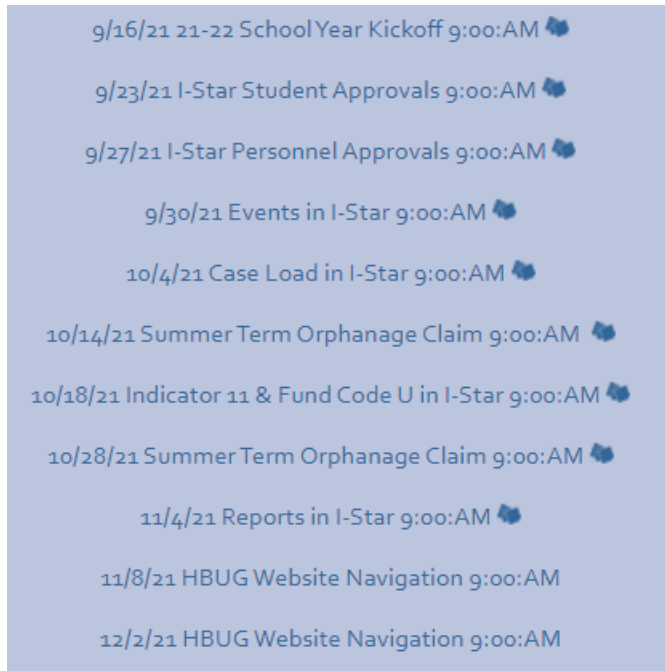 9/16/21 21-22 School Year Kickoff 9:00:AM
9/23/21 I-Star Student Approvals 9:00:AM
9/27/21 I-Star Personnel Approvals 9:00:AM
9/30/21 Events in I-Star 9:00:AM
10/4/21 Case Load in I-Star 9:00:AM
10/14/21 Summer Term Orphanage Claim 9:00:AM
10/18/21 Indicator 11 & Fund Code U in I-Star 9:00:AM
10/28/21 Summer Term Orphanage Claim 9:00:AM
11/4/21 Reports in I-Star 9:00:AM
11/8/21 HBUG Website Navigation 9:00:AM
12/2/21 HBUG Website Navigation 9:00:AM